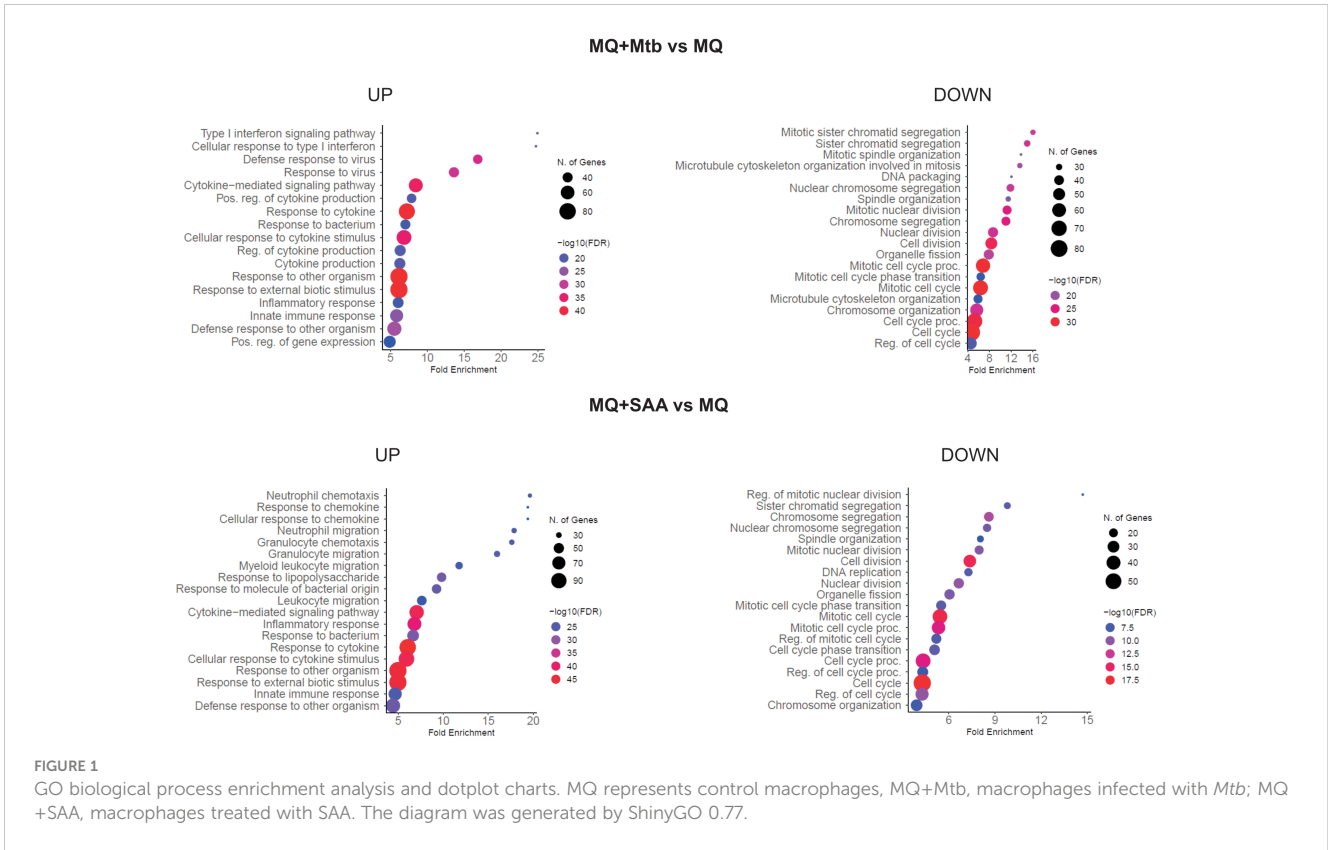 MQ+Mtb vs MQ
UP
Type I interferon signaling pathway
Cellular response to type I interferon
Defense response to virus
Response to virus
Cytokine−mediated signaling pathway
Pos. reg. of cytokine production
Response to cytokine
Response to bacterium
Cellular response to cytokine stimulus
Reg. of cytokine production
Cytokine production
Response to other organism
Response to external biotic stimulus
Inflammatory response
Innate immune response
Defense response to other organism
Pos. reg. of gene expression
5 10 15 20 25
Fold Enrichment
N. of Genes
40
60
80
−log10(FDR)
20
25
30
35
40
DOWN
Mitotic sister chromatid segregation
Sister chromatid segregation
Mitotic spindle organization
Microtubule cytoskeleton organization involved in mitosis
DNA packaging
Nuclear chromosome segregation
Spindle organization
Mitotic nuclear division
Chromosome segregation
Nuclear division
Cell division
Organelle fission
Mitotic cell cycle proc.
Mitotic cell cycle phase transition
Mitotic cell cycle
Microtubule cytoskeleton organization
Chromosome organization
Cell cycle proc.
Cell cycle
Reg. of cell cycle
4 8 12 16
Fold Enrichment
N. of Genes
30
40
50
60
70
80
−log10(FDR)
20
25
30
MQ+SAA vs MQ
UP
Neutrophil chemotaxis
Response to chemokine
Cellular response to chemokine
Neutrophil migration
Granulocyte chemotaxis
Granulocyte migration
Myeloid leukocyte migration
Response to lipopolysaccharide
Response to molecule of bacterial origin
Leukocyte migration
Cytokine−mediated signaling pathway
Inflammatory response
Response to bacterium
Response to cytokine
Cellular response to cytokine stimulus
Response to other organism
Response to external biotic stimulus
Innate immune response
Defense response to other organism
5 10 15 20
Fold Enrichment
N. of Genes
30
50
70
90
−log10(FDR)
25
30
35
40
45
DOWN
Reg. of mitotic nuclear division
Sister chromatid segregation
Chromosome segregation
Nuclear chromosome segregation
Spindle organization
Mitotic nuclear division
Cell division
DNA replication
Nuclear division
Organelle fission
Mitotic cell cycle phase transition
Mitotic cell cycle
Mitotic cell cycle proc.
Reg. of mitotic cell cycle
Cell cycle phase transition
Cell cycle proc.
Reg. of cell cycle proc.
Cell cycle
Reg. of cell cycle
Chromosome organization
6 9 12 15
Fold Enrichment
N. of Genes
20
30
40
50
−log10(FDR)
7.5
10.0
12.5
15.0
17.5
FIGURE 1
GO biological process enrichment analysis and dotplot charts. MQ represents control macrophages, MQ+Mtb, macrophages infected with Mtb; MQ
+SAA, macrophages treated with SAA. The diagram was generated by ShinyGO 0.77.